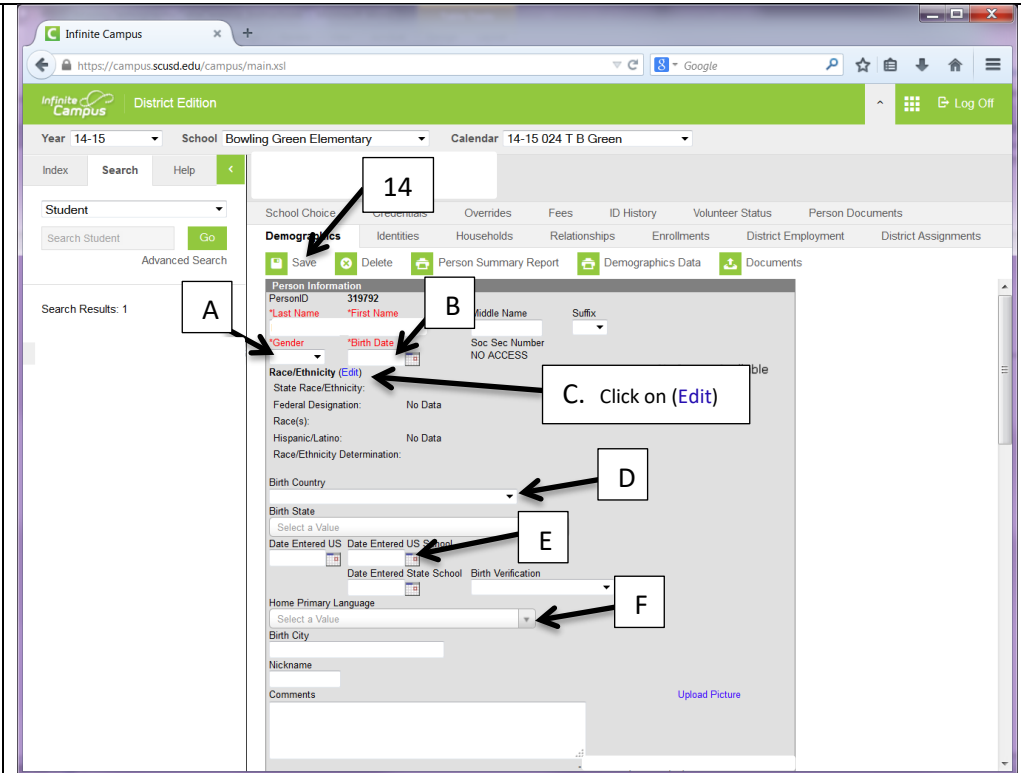 Infinite Campus
https://campus.scusd.edu/campus/main.xsl
Google
Infinite Campus District Edition Log Off
Year 14-15 School Bowling Green Elementary Calendar 14-15 024 T B Green
Index Search Help
14
Student
School Choice Credentials Overrides Fees ID History Volunteer Status Person Documents
Search Student Go
Demographics Identities Households Relationships Enrollments District Employment District Assignments
Advanced Search
Save Delete Person Summary Report Demographics Data Documents
Search Results: 1
A
B
Person Information
PersonID 319792
*Last Name *First Name Middle Name Suffix
*Gender *Birth Date Soc Sec Number
NO ACCESS
Race/Ethnicity (Edit)
C. Click on (Edit)
State Race/Ethnicity:
Federal Designation: No Data
Race(s):
Hispanic/Latino: No Data
Race/Ethnicity Determination:
D
Birth Country
Birth State
Select a Value
E
Date Entered US Date Entered US School
Date Entered State School Birth Verification
F
Home Primary Language
Select a Value
Birth City
Nickname
Comments Upload Picture